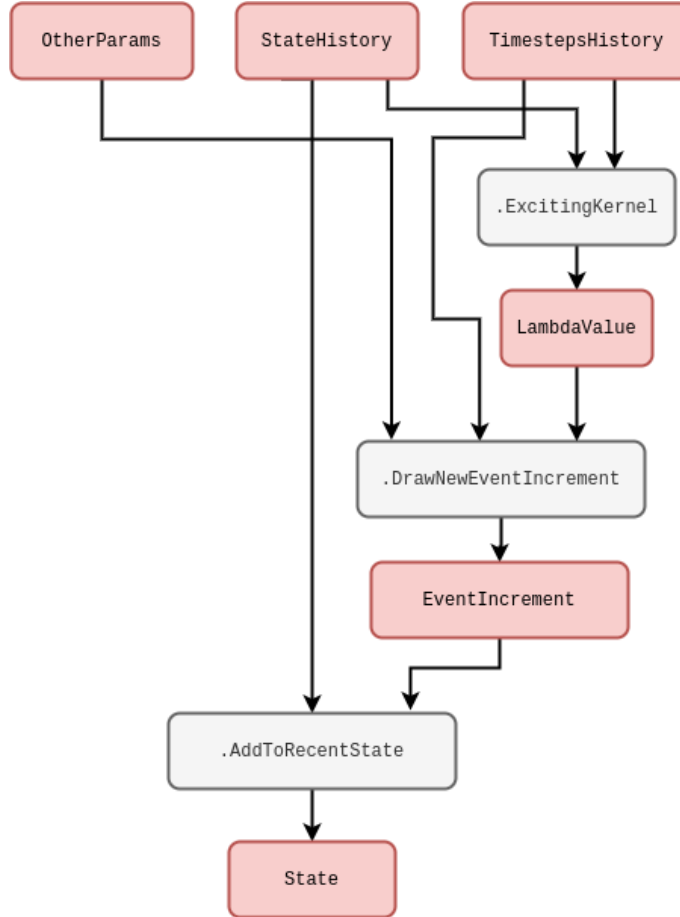 OtherParams
StateHistory
TimestepsHistory
.ExcitingKernel
LambdaValue
.DrawNewEventIncrement
EventIncrement
.AddToRecentState
State